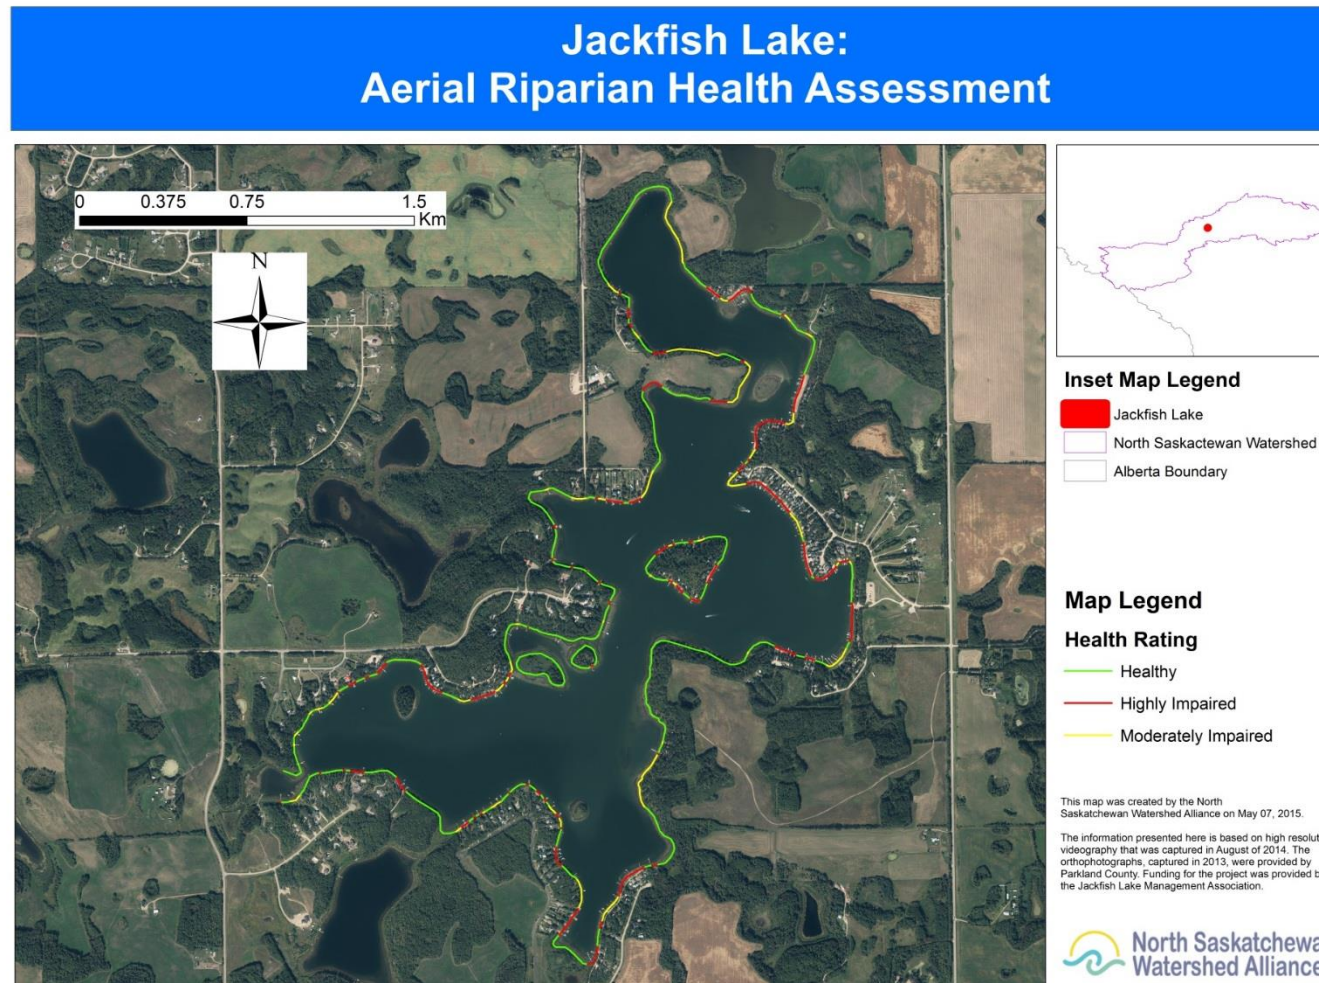 Jackfish Lake:
Aerial Riparian Health Assessment
0 0.375 0.75 1.5
Km
N
Inset Map Legend
Jackfish Lake
North Saskactewan Watershed
Alberta Boundary
Map Legend
Health Rating
Healthy
Highly Impaired
Moderately Impaired
This map was created by the North
Saskatchewan Watershed Alliance on May 07, 2015.
The information presented here is based on high resolut
videography that was captured in August of 2014. The
orthophotographs, captured in 2013, were provided by
Parkland County. Funding for the project was provided b
the Jackfish Lake Management Association.
North Saskatchewa
Watershed Alliance